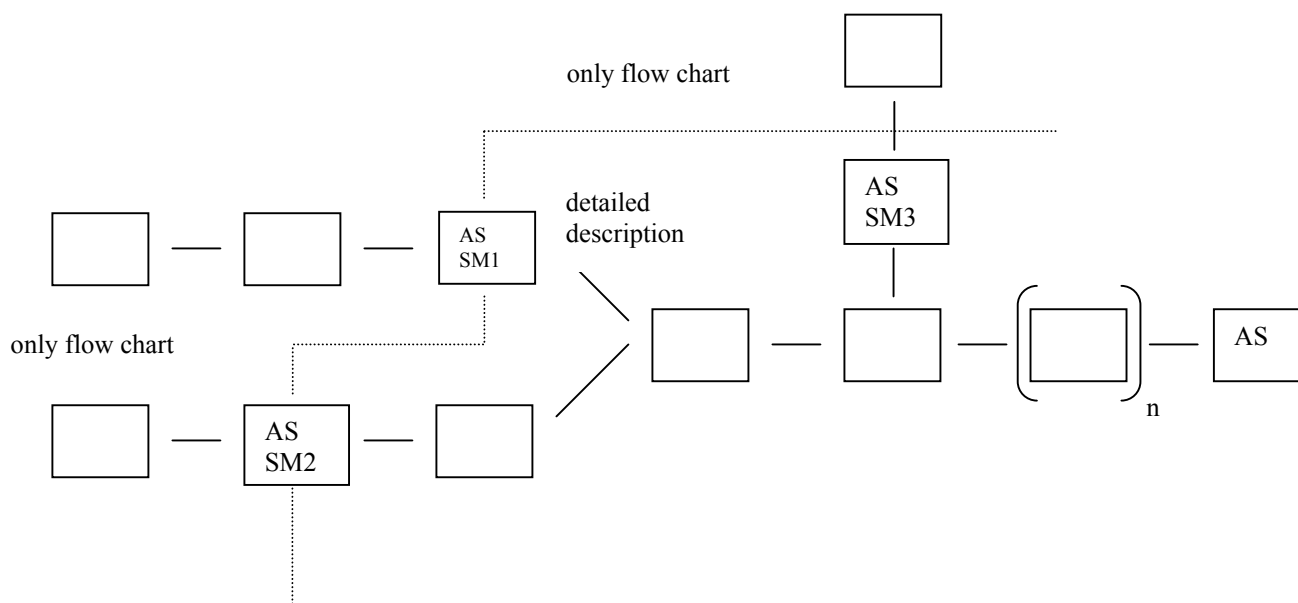 only flow chart
AS
SM3
detailed
description
AS
SM1
only flow chart
AS
n
AS
SM2